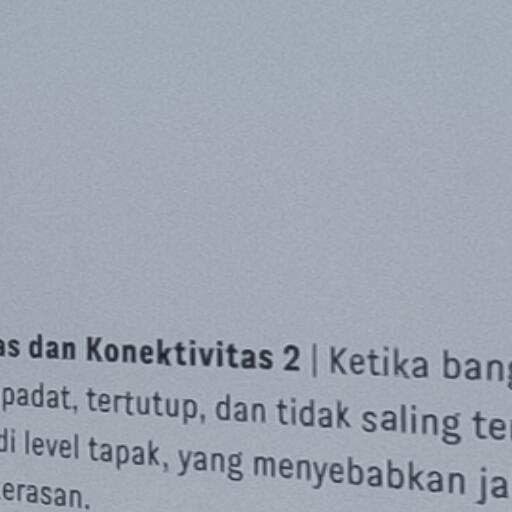 as dan Konektivitas 2 | Ketika bang
padat, tertutup, dan tidak saling te
di level tapak, yang menyebabkan ja
erasan.